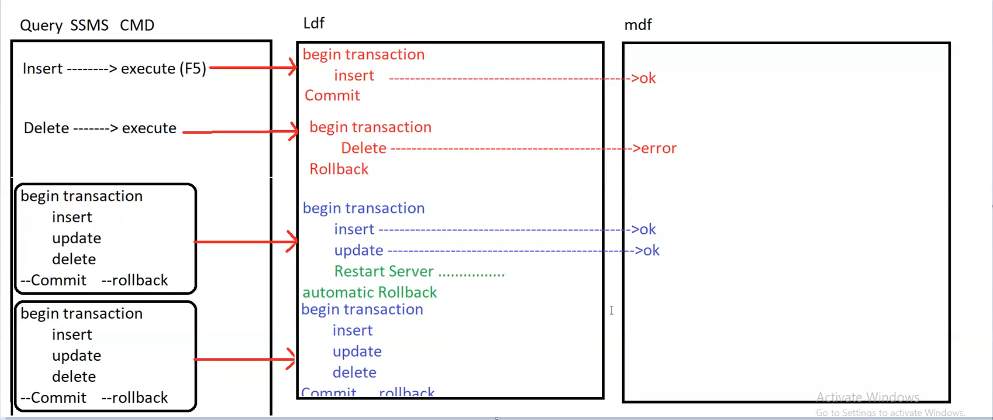 Query SSMS CMD
Insert --------> execute (F5)
Delete -------> execute
begin transaction
insert
update
delete
--Commit --rollback
begin transaction
insert
update
delete
--Commit --rollback
Ldf
begin transaction
insert ------------------------------------------------>ok
Commit
begin transaction
Delete ------------------------------------------------>error
Rollback
begin transaction
insert -------------------------------------------------->ok
update ------------------------------------------------->ok
Restart Server ................
automatic Rollback
begin transaction
insert
update
delete
Commit rollback
mdf
Activate Windows
Go to Settings to activate Windows.